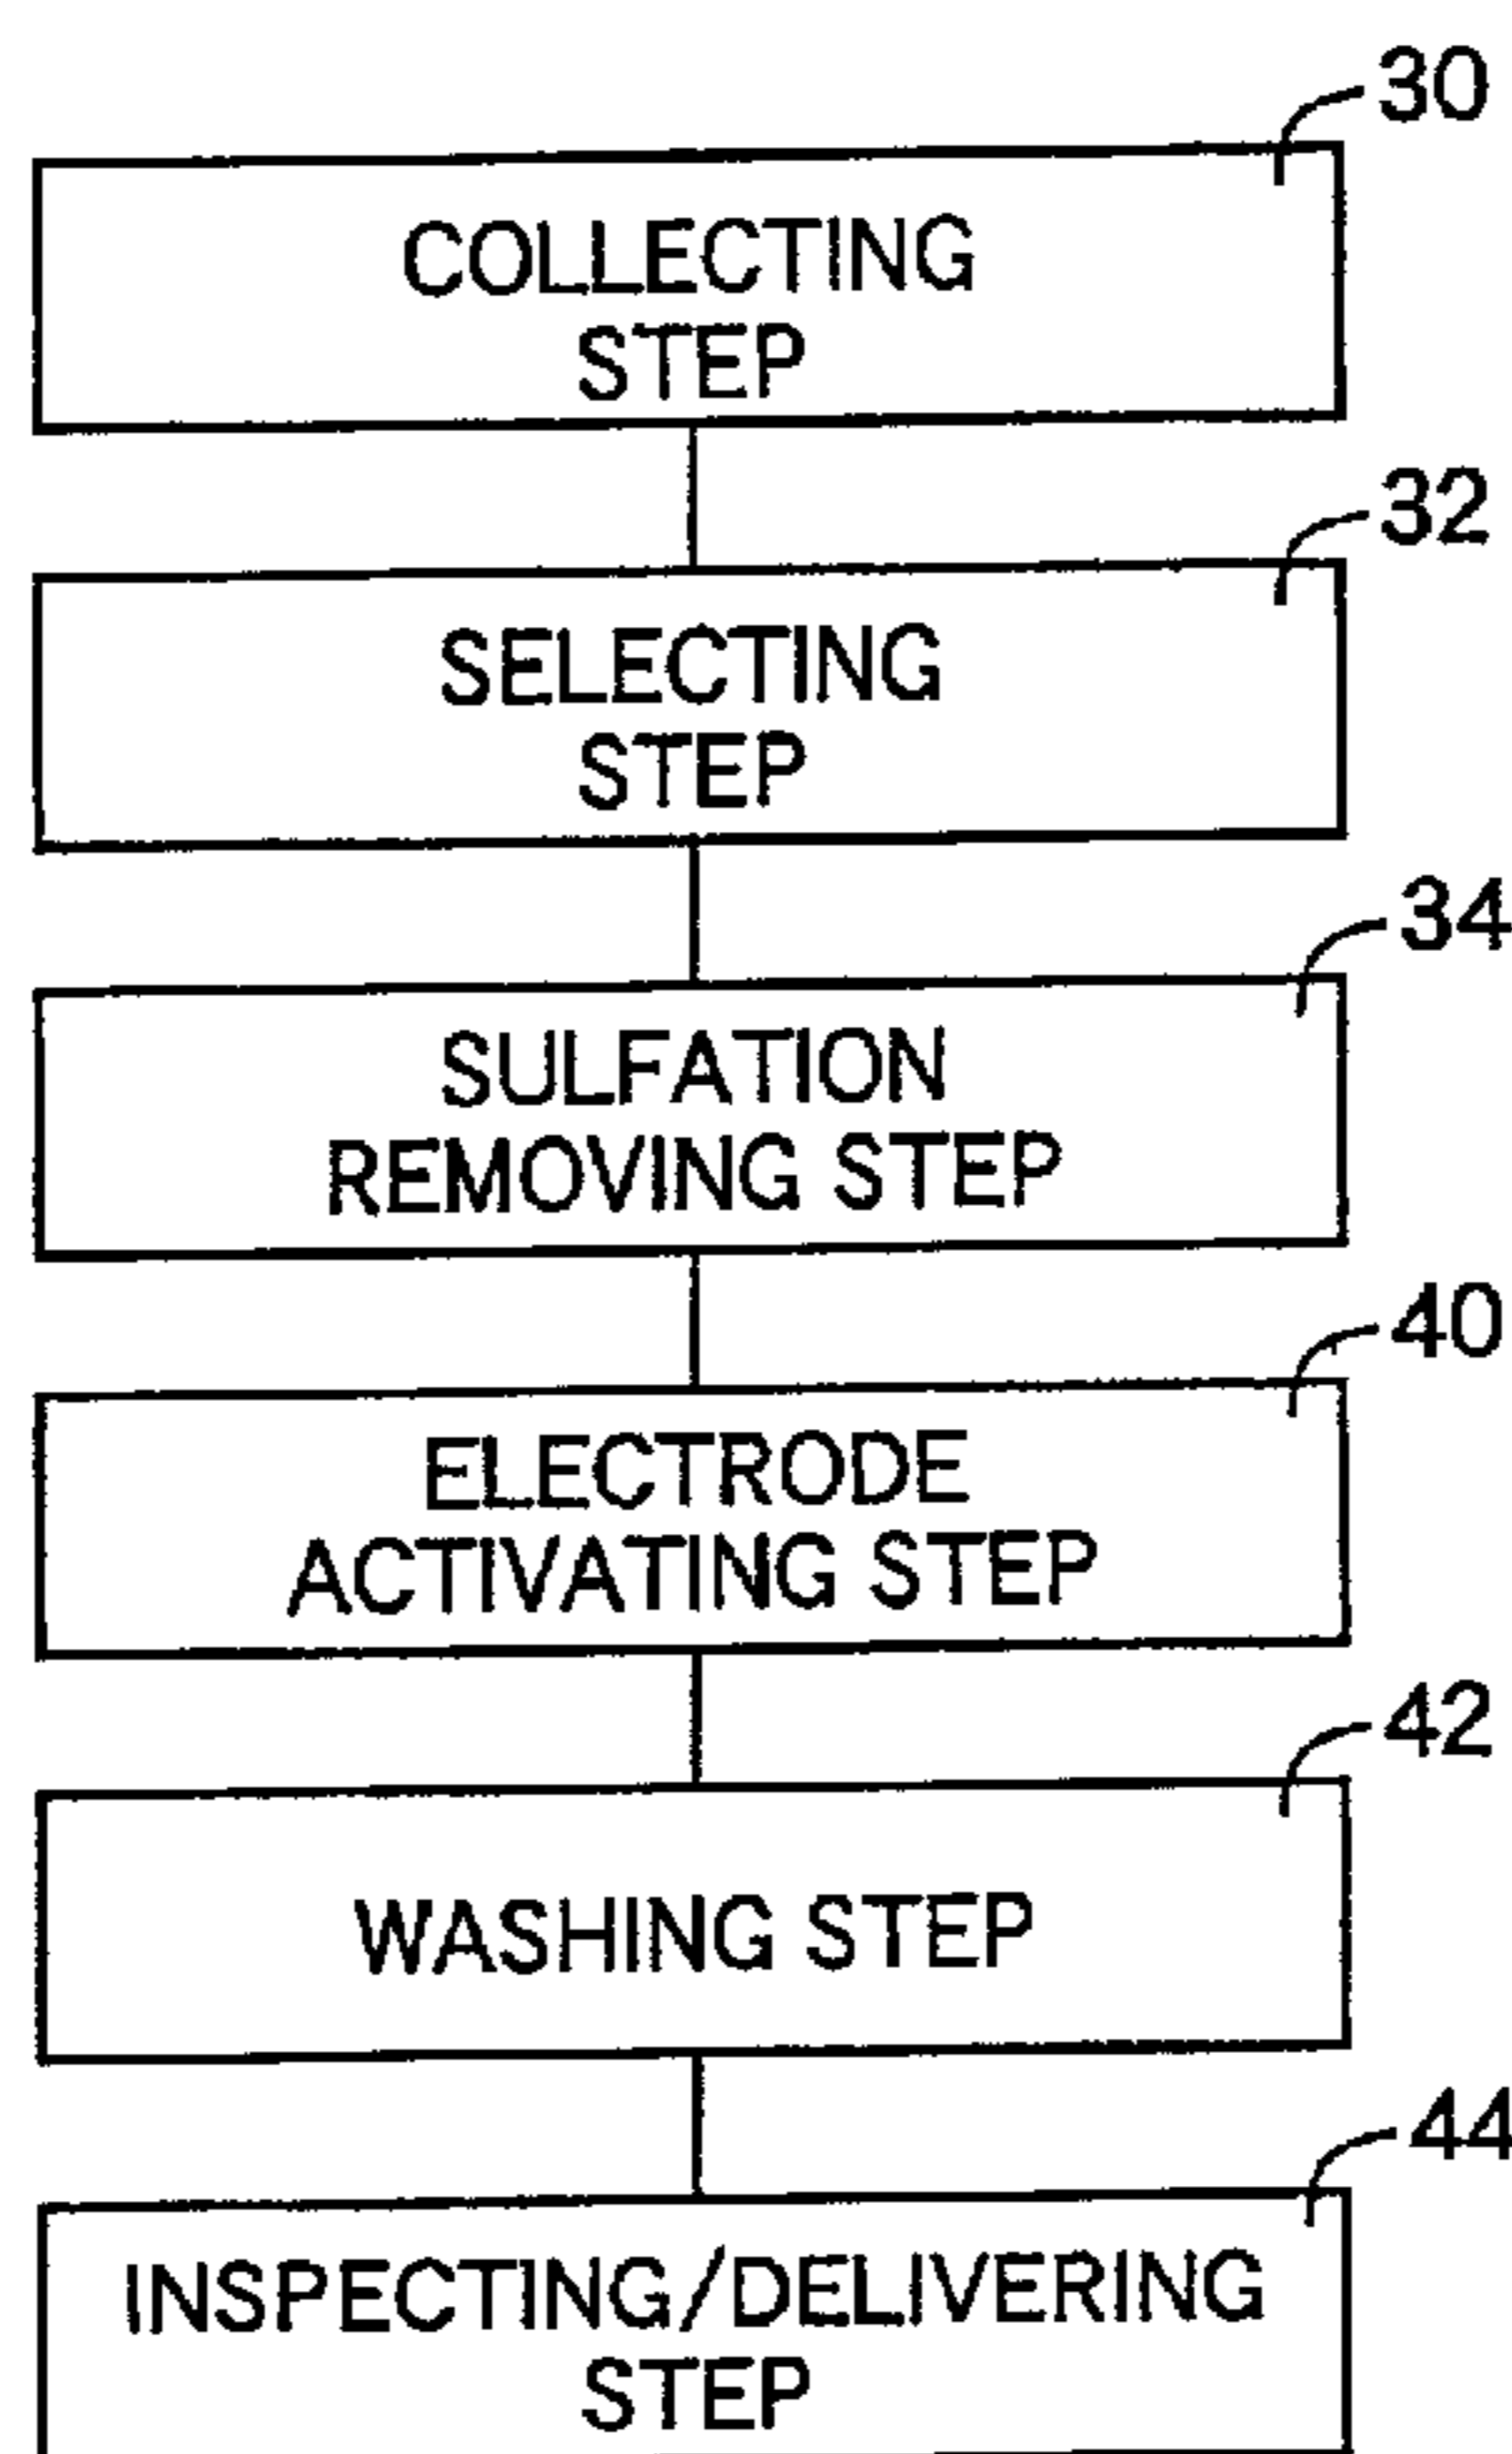 30
COLLECTING
STEP
32
SELECTING
STEP
34
SULFATION
REMOVING STEP
40
ELECTRODE
ACTIVATING STEP
42
WASHING STEP
44
INSPECTING/DELIVERING
STEP